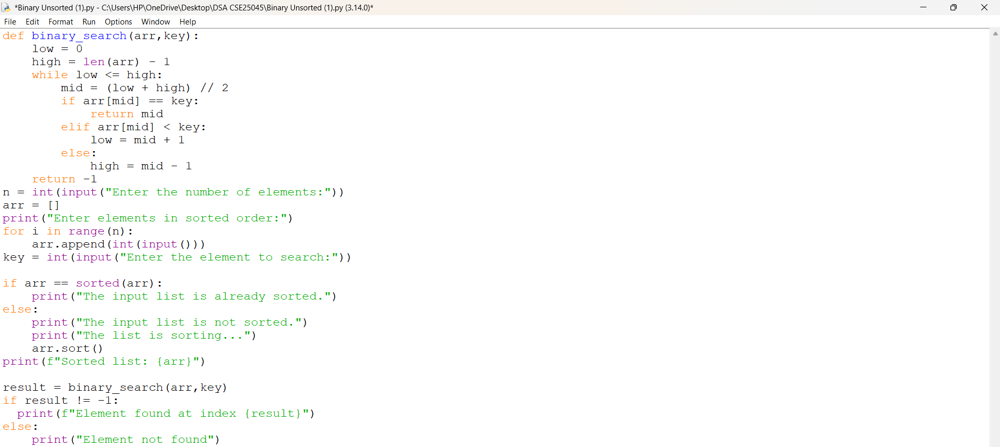 *Binary Unsorted (1).py - C:\Users\HP\OneDrive\Desktop\DSA CSE25045\Binary Unsorted (1).py (3.14.0)*
File Edit Format Run Options Window Help
def binary_search(arr,key):
    low = 0
    high = len(arr) - 1
    while low <= high:
        mid = (low + high) // 2
        if arr[mid] == key:
            return mid
        elif arr[mid] < key:
            low = mid + 1
        else:
            high = mid - 1
    return -1
n = int(input("Enter the number of elements:"))
arr = []
print("Enter elements in sorted order:")
for i in range(n):
    arr.append(int(input()))
key = int(input("Enter the element to search:"))

if arr == sorted(arr):
    print("The input list is already sorted.")
else:
    print("The input list is not sorted.")
    print("The list is sorting...")
    arr.sort()
print(f"Sorted list: {arr}")

result = binary_search(arr,key)
if result != -1:
  print(f"Element found at index {result}")
else:
    print("Element not found")